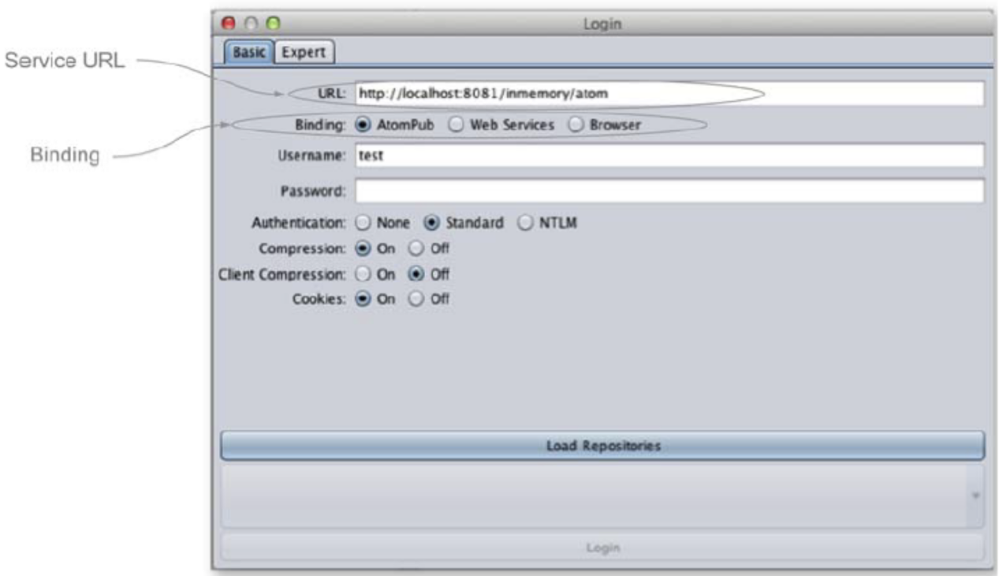 Login
Basic Expert
Service URL
URL: http://localhost:8081/inmemory/atom
Binding: AtomPub Web Services Browser
Binding
Username: test
Password:
Authentication: None Standard NTLM
Compression: On Off
Client Compression: On Off
Cookies: On Off
Load Repositories
Login